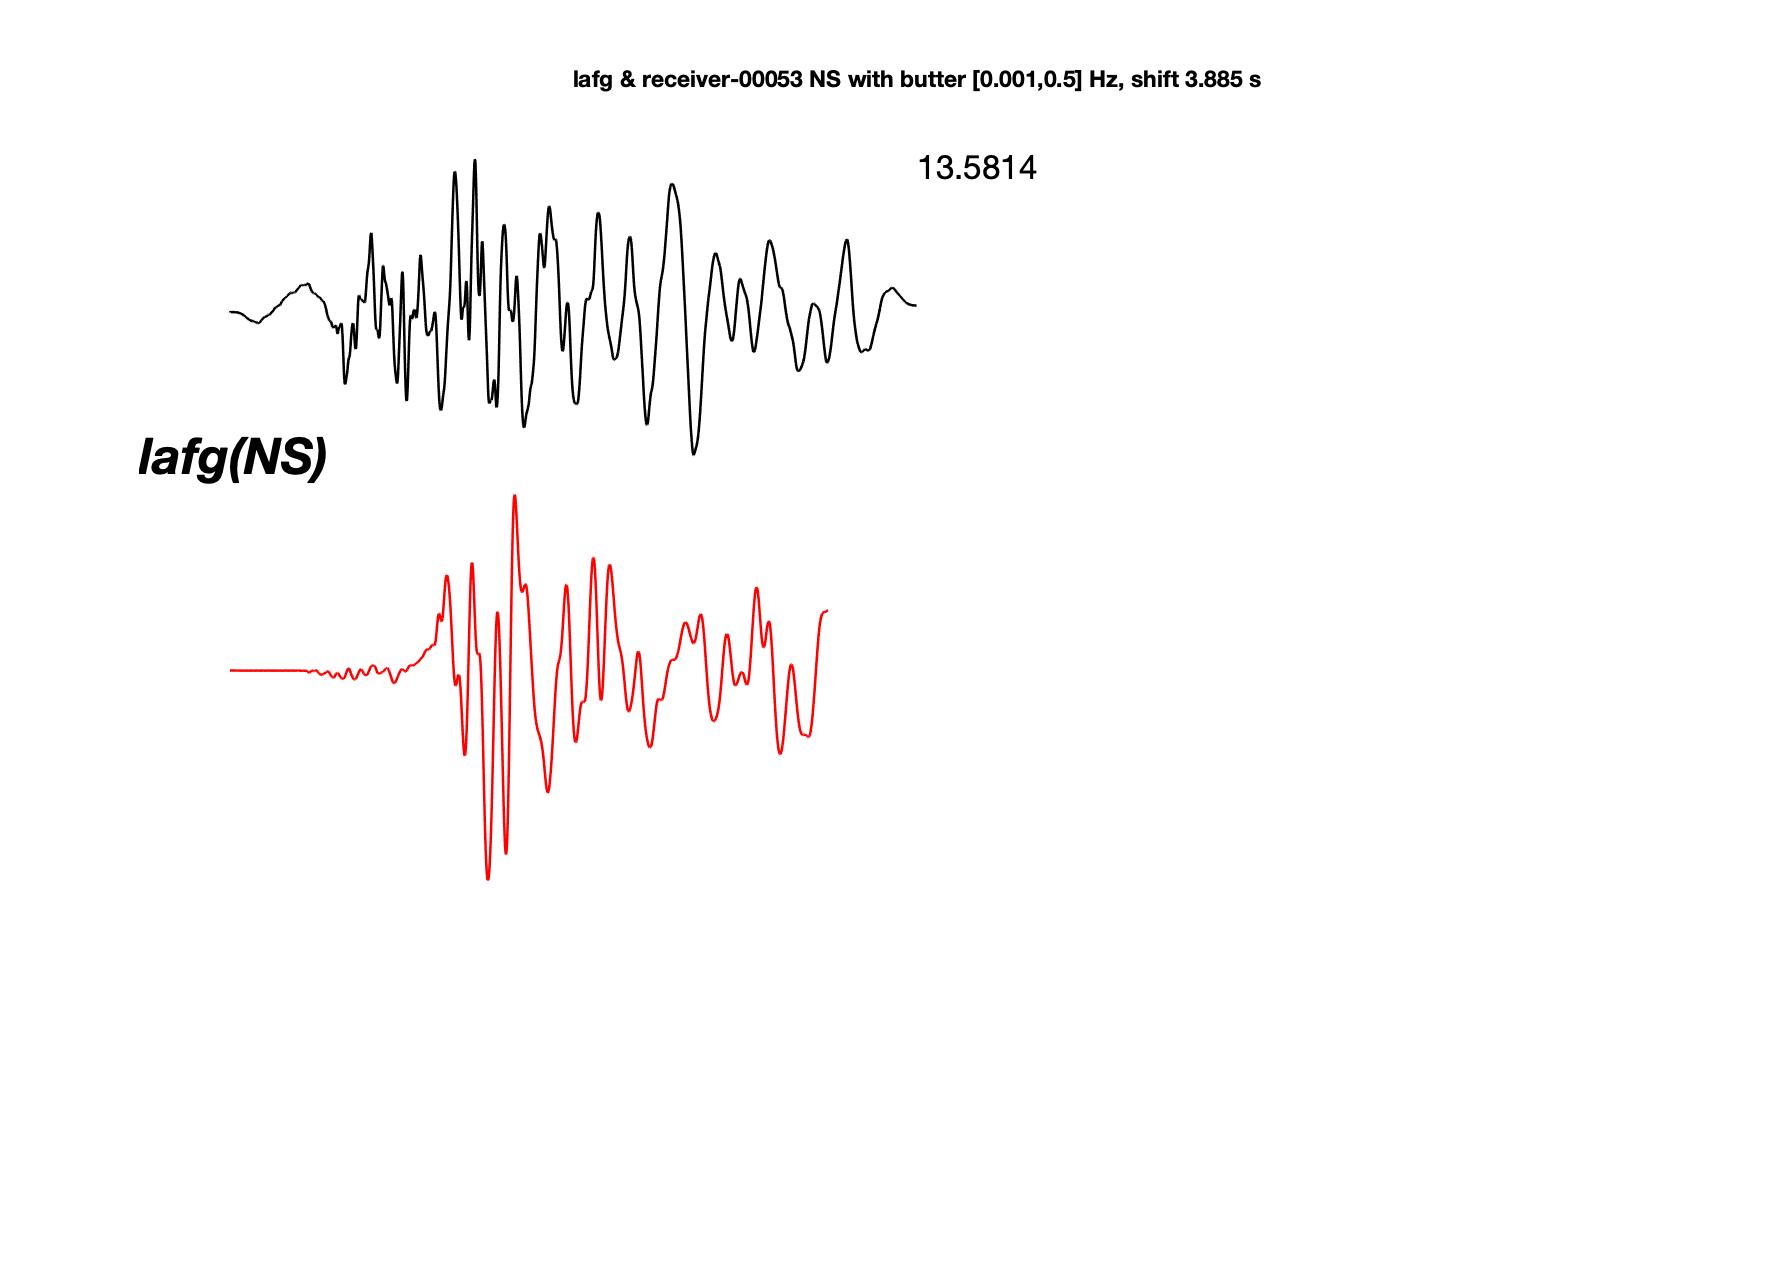 lafg & receiver-00053 NS with butter [0.001,0.5] Hz, shift 3.885 s
13.5814
lafg(NS)